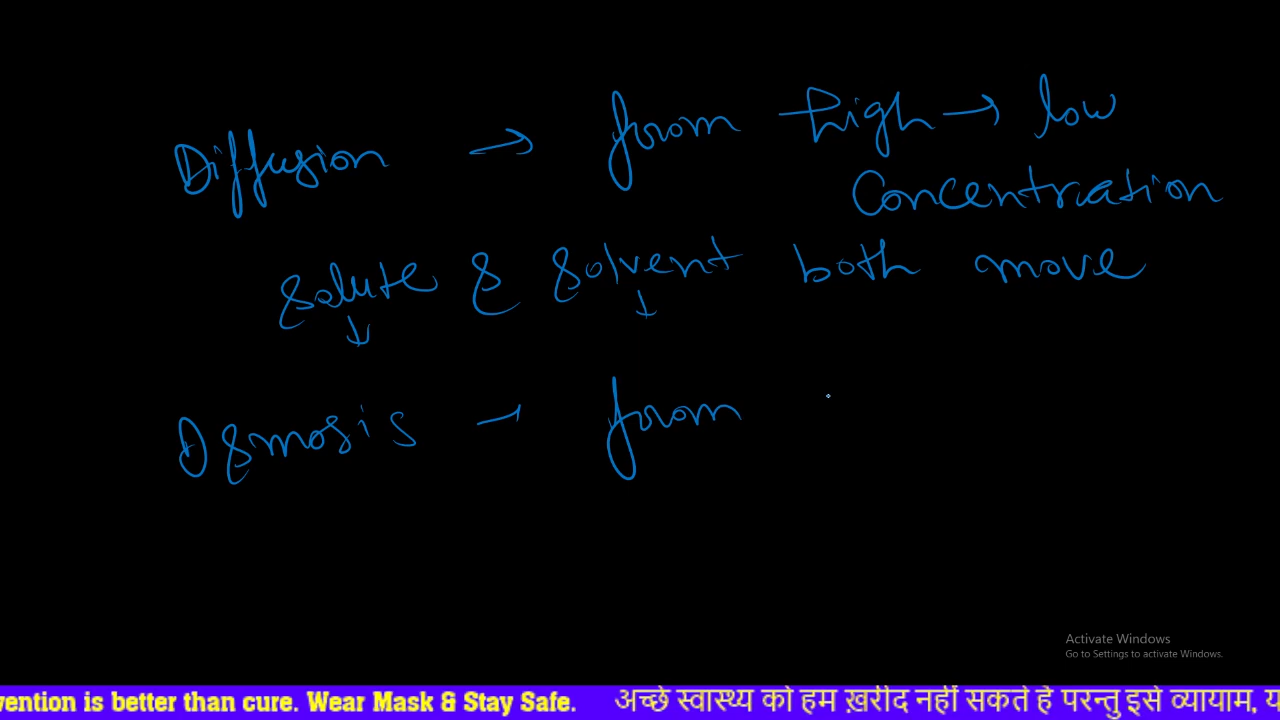 Diffusion → from high → low
Concentration
solute & solvent both move
↓ ↓
Osmosis → from
Activate Windows
Go to Settings to activate Windows.
vention is better than cure. Wear Mask & Stay Safe. अच्छे स्वास्थ्य को हम ख़रीद नहीं सकते हैं परन्तु इसे व्यायाम, य